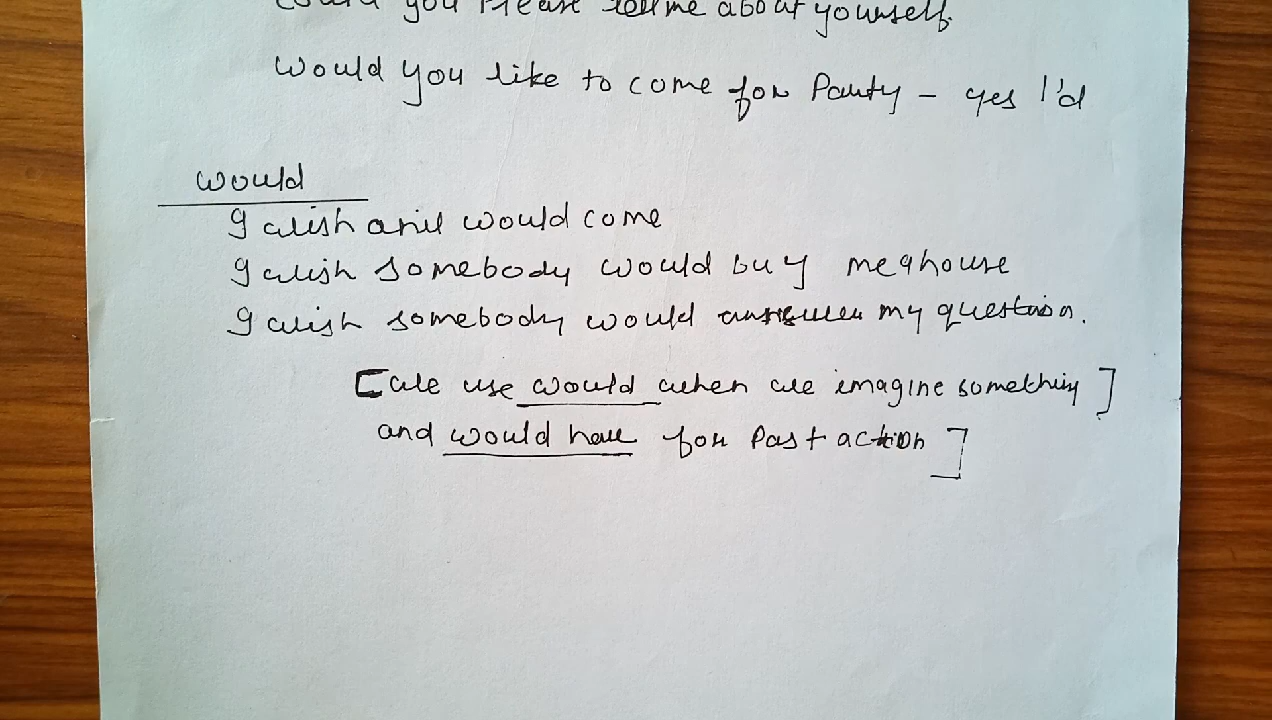 could you Please tell me about yourself
would you like to come for Party - yes I'd
would
I wish anil would come
I wish somebody would buy me a house
I wish somebody would answer my question.
[we use would when we imagine something]
and would have for Past action]